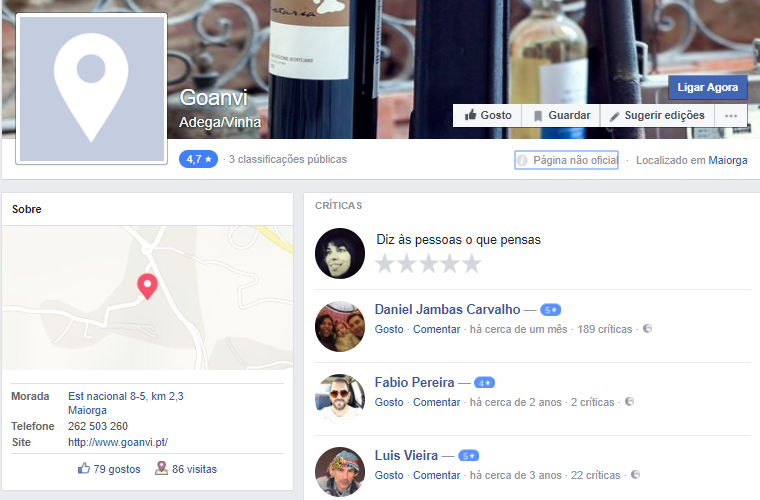 Goanvi
Adega/Vinha
Ligar Agora
Gosto
Guardar
Sugerir edições
4,7 ★ · 3 classificações públicas
Página não oficial · Localizado em Maiorga
Sobre
Morada Est nacional 8-5, km 2,3
Maiorga
Telefone 262 503 260
Site http://www.goanvi.pt/
79 gostos 86 visitas
CRÍTICAS
Diz às pessoas o que pensas
Daniel Jambas Carvalho — 5★
Gosto · Comentar · há cerca de um mês · 189 críticas ·
Fabio Pereira — 4★
Gosto · Comentar · há cerca de 2 anos · 2 críticas ·
Luis Vieira — 5★
Gosto · Comentar · há cerca de 3 anos · 22 críticas ·